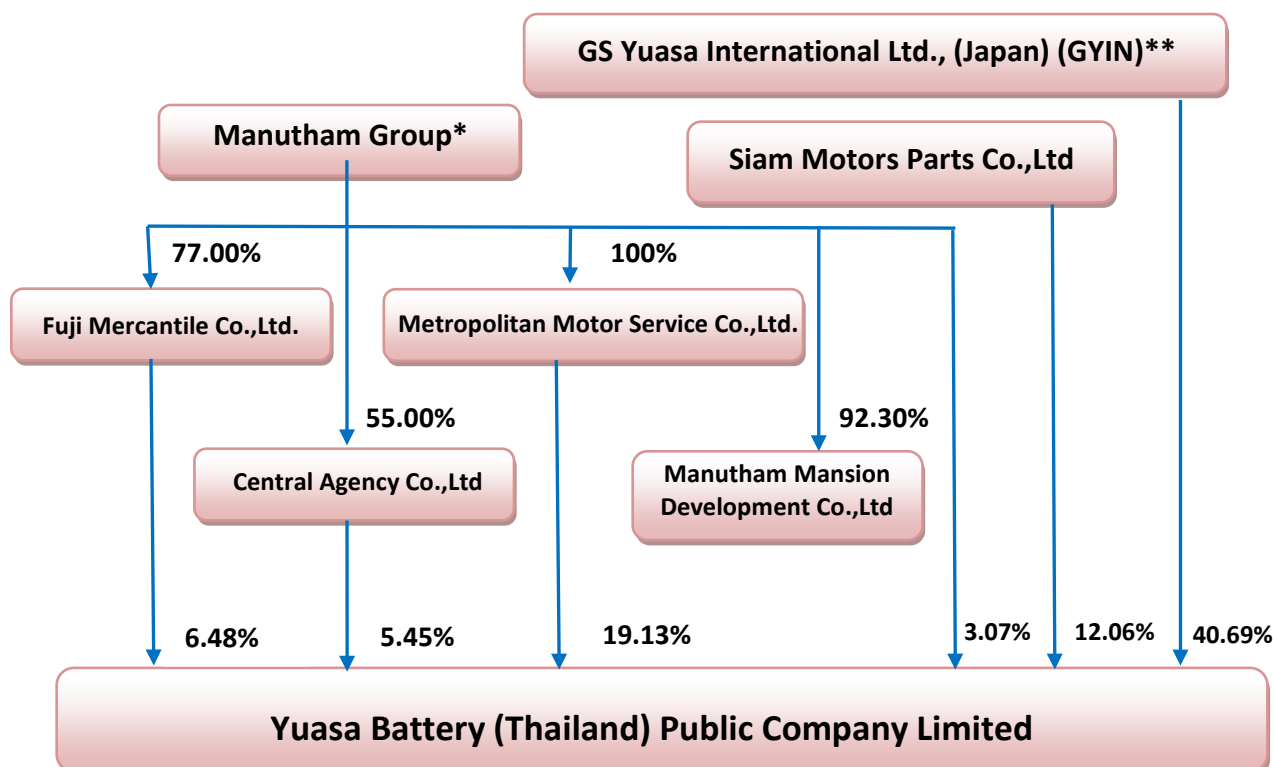 GS Yuasa International Ltd., (Japan) (GYIN)**
Manutham Group*
Siam Motors Parts Co.,Ltd
77.00%
100%
Fuji Mercantile Co.,Ltd.
Metropolitan Motor Service Co.,Ltd.
55.00%
92.30%
Central Agency Co.,Ltd
Manutham Mansion
Development Co.,Ltd
6.48%
5.45%
19.13%
3.07%
12.06%
40.69%
Yuasa Battery (Thailand) Public Company Limited